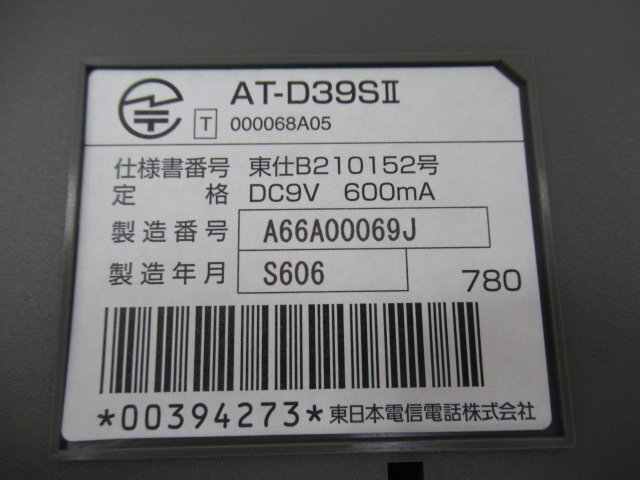 AT-D39SⅡ
T 000068A05
仕様書番号 東仕B210152号
定 格 DC9V 600mA
製造番号 A66A00069J
製造年月 S606 780
*00394273* 東日本電信電話株式会社